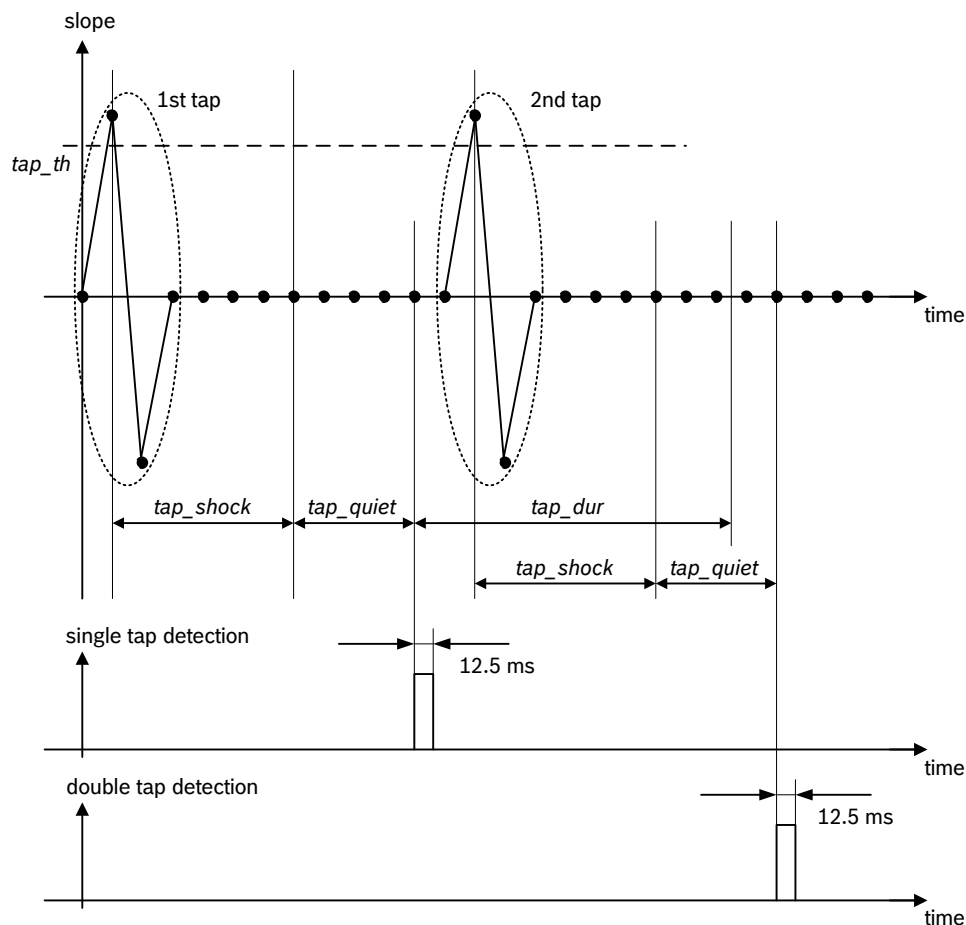 slope
1st tap
2nd tap
tap_th
time
tap_shock
tap_quiet
tap_dur
tap_shock
tap_quiet
single tap detection
12.5 ms
time
double tap detection
12.5 ms
time